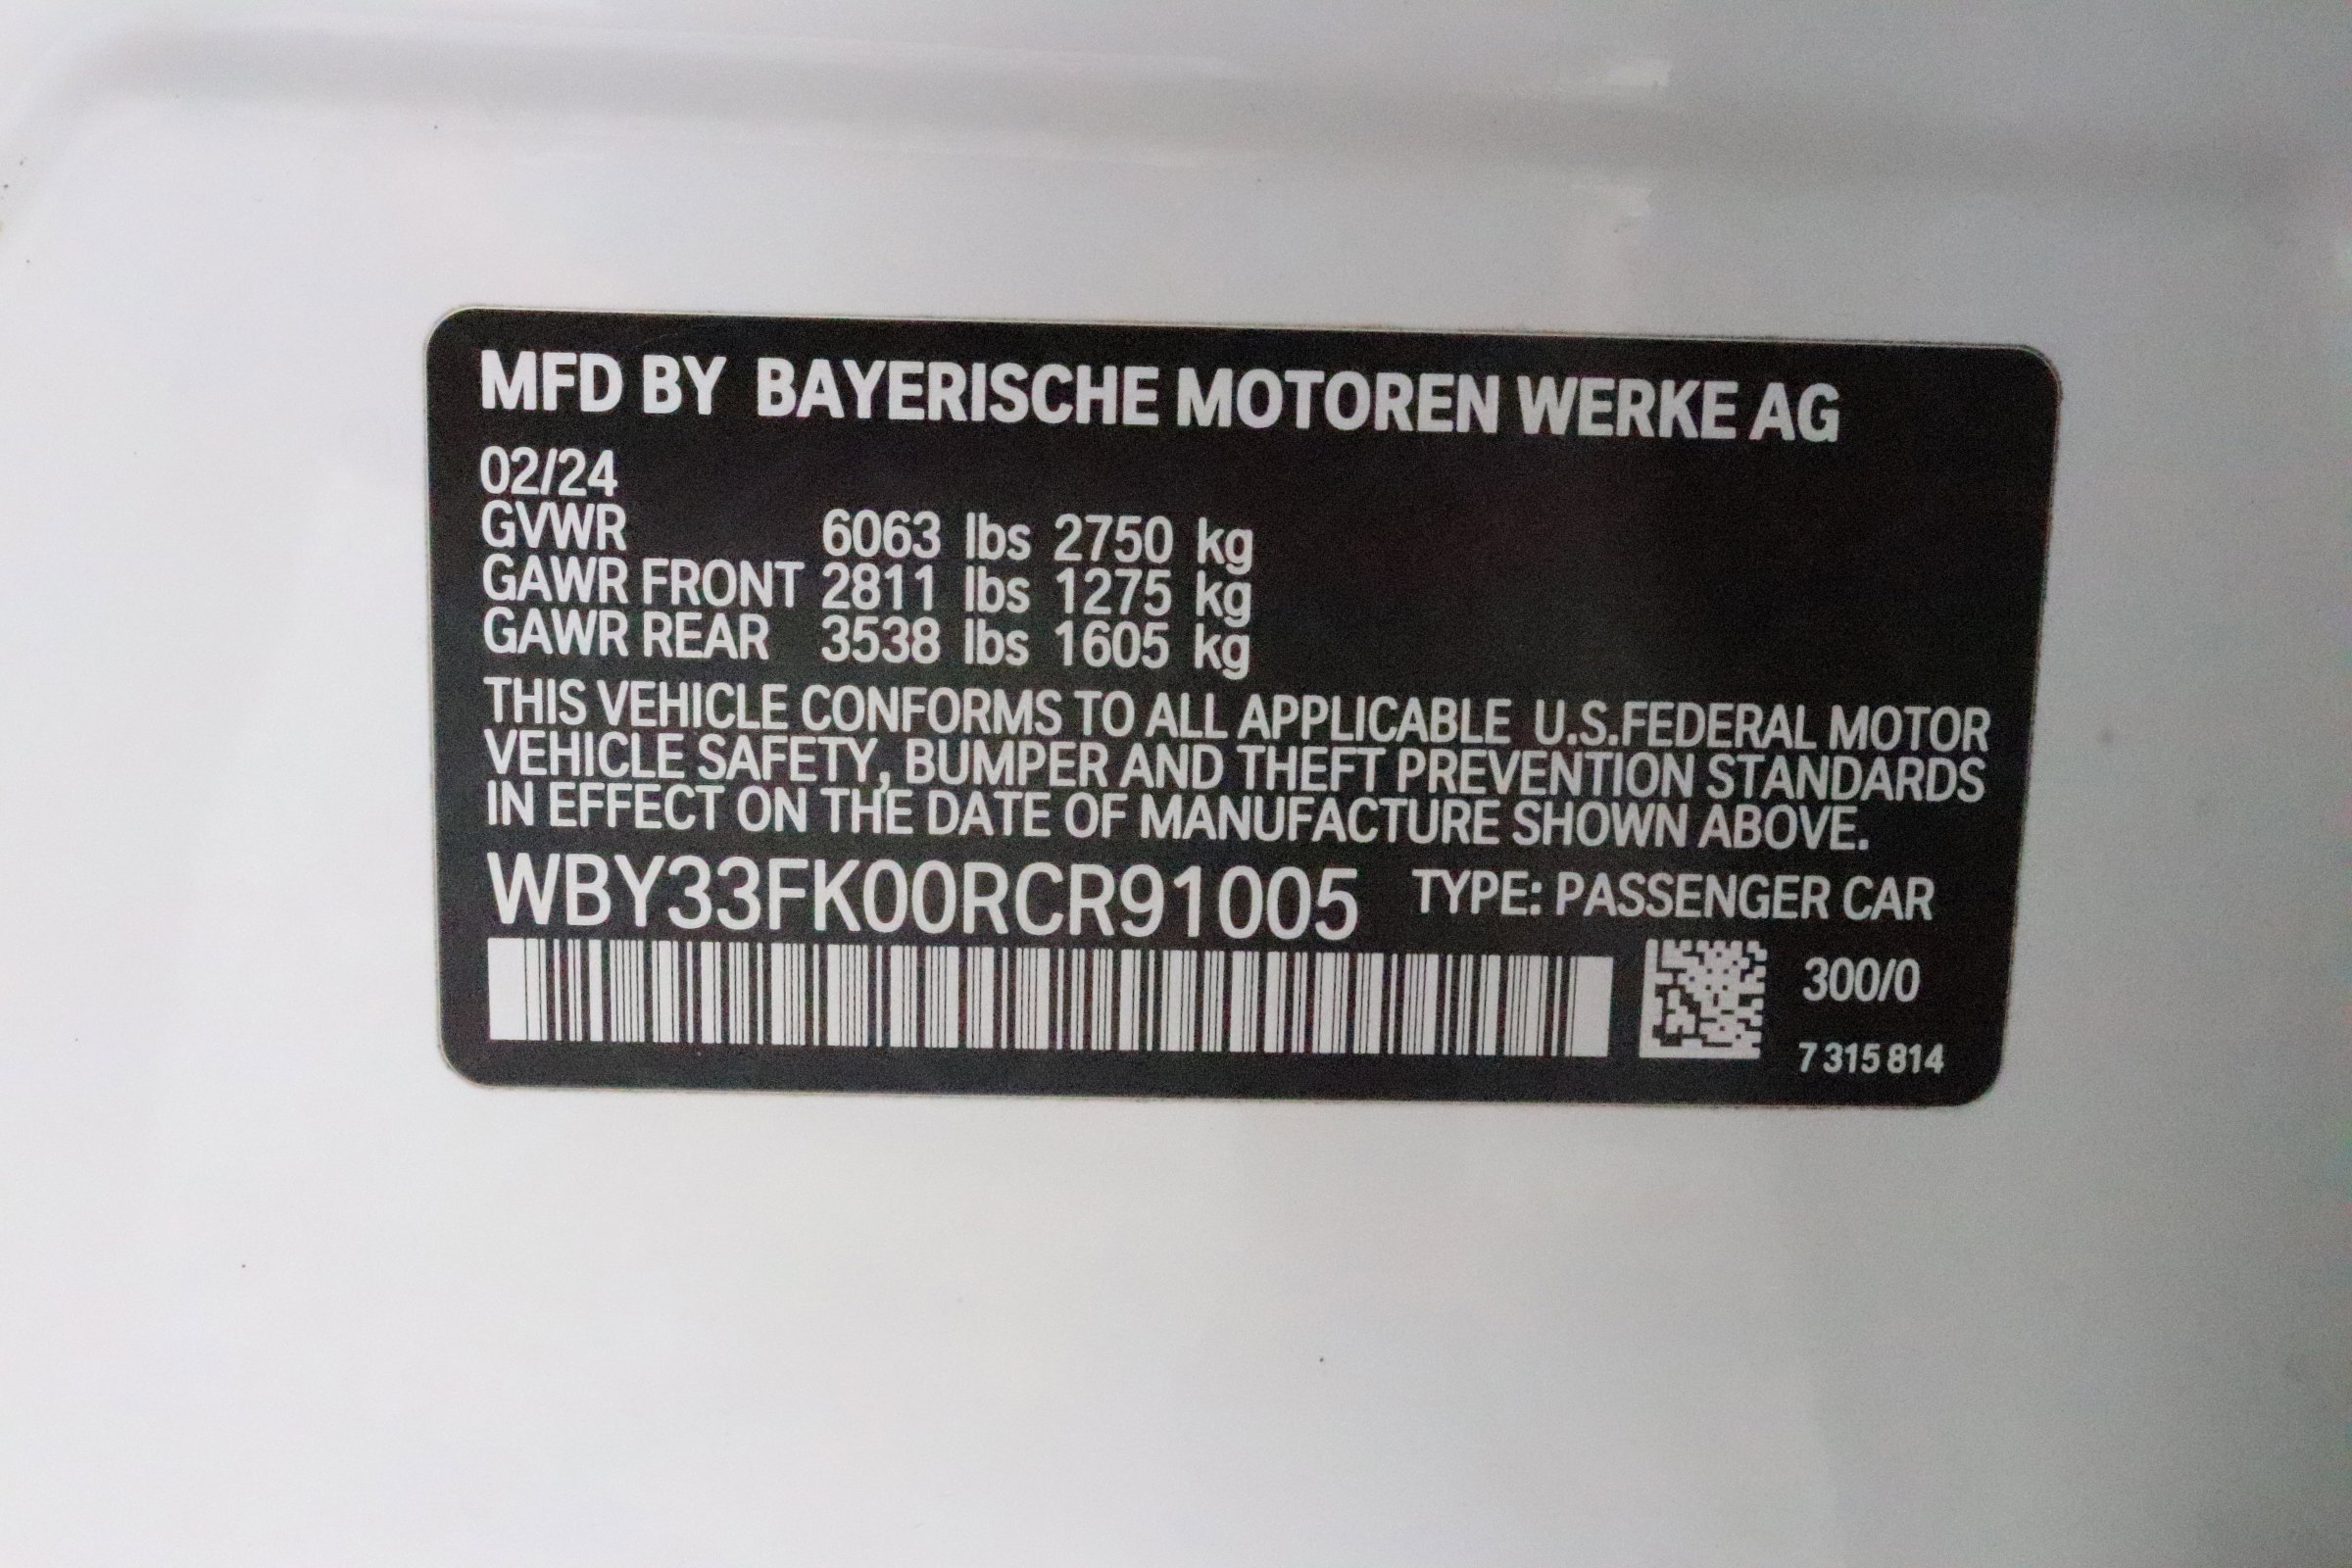 MFD BY BAYERISCHE MOTOREN WERKE AG
02/24
GVWR 6063 lbs 2750 kg
GAWR FRONT 2811 lbs 1275 kg
GAWR REAR 3538 lbs 1605 kg
THIS VEHICLE CONFORMS TO ALL APPLICABLE U.S.FEDERAL MOTOR
VEHICLE SAFETY, BUMPER AND THEFT PREVENTION STANDARDS
IN EFFECT ON THE DATE OF MANUFACTURE SHOWN ABOVE.
WBY33FK00RCR91005 TYPE: PASSENGER CAR
300/0
7 315 814